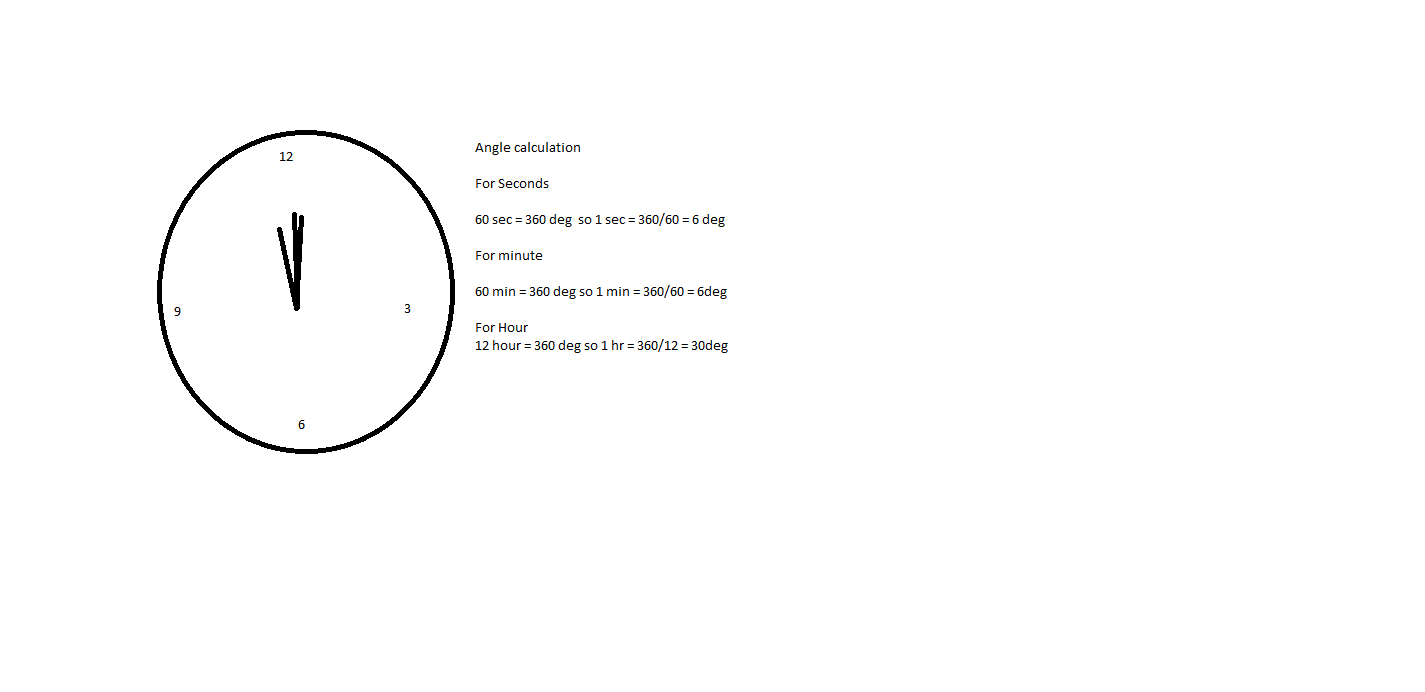 12
9
3
6
Angle calculation
For Seconds
60 sec = 360 deg  so 1 sec = 360/60 = 6 deg
For minute
60 min = 360 deg so 1 min = 360/60 = 6deg
For Hour
12 hour = 360 deg so 1 hr = 360/12 = 30deg